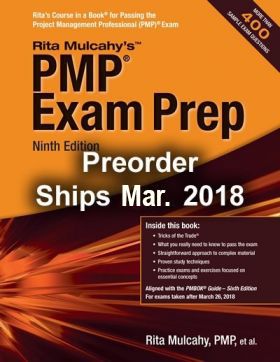 Rita's Course in a Book® for Passing the
Project Management Professional (PMP)® Exam
MORE THAN
400
SAMPLE EXAM QUESTIONS
Rita Mulcahy's™
PMP®
Exam Prep
Ninth Edition
Preorder
Ships Mar. 2018
Inside this book:
• Tricks of the Trade®
• What you really need to know to pass the exam
• Straightforward approach to complex material
• Proven study techniques
• Practice exams and exercises focused on
essential concepts
Aligned with the PMBOK® Guide – Sixth Edition
For exams taken after March 26, 2018
Rita Mulcahy, PMP, et al.